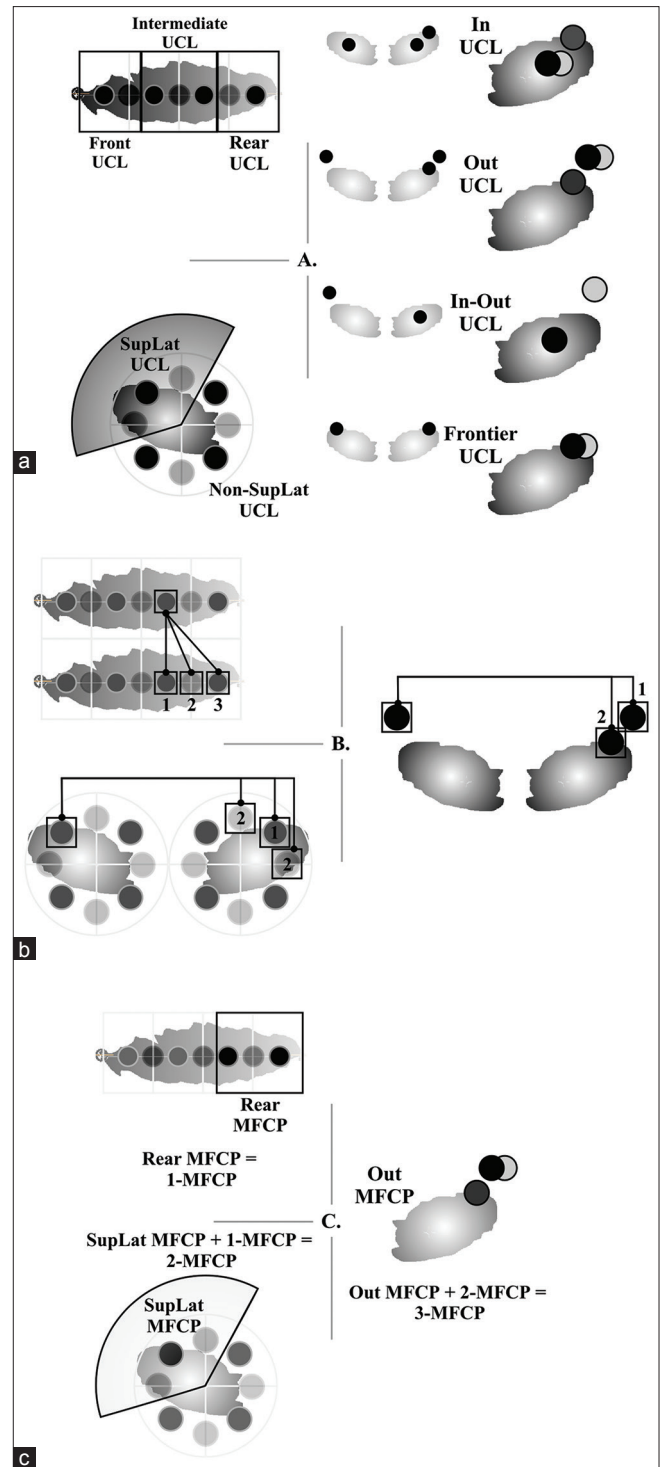 Intermediate
UCL
Front
UCL
Rear
UCL
In
UCL
Out
UCL
A.
In-Out
UCL
SupLat
UCL
Frontier
UCL
Non-SupLat
UCL
a
1
2
3
B.
1
2
2
1
2
b
Rear
MFCP
Rear MFCP =
1-MFCP
Out
MFCP
C.
SupLat MFCP + 1-MFCP =
2-MFCP
Out MFCP + 2-MFCP =
3-MFCP
SupLat
MFCP
c